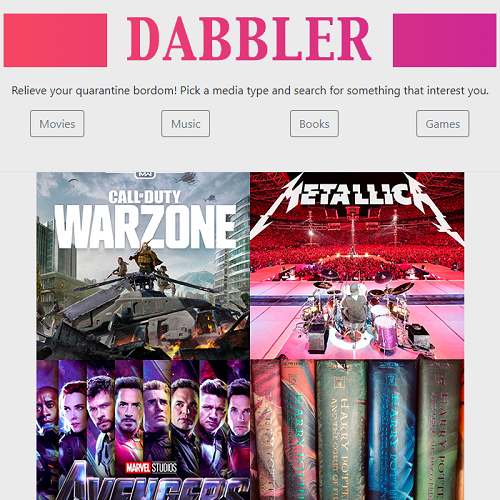 DABBLER
Relieve your quarantine bordom! Pick a media type and search for something that interest you.
Movies
Music
Books
Games
CALL OF DUTY
WARZONE
METALLICA
MARVEL STUDIOS
AVENGERS
HARRY POTTER
HARRY POTTER
HARRY POTTER
HARRY POTTER